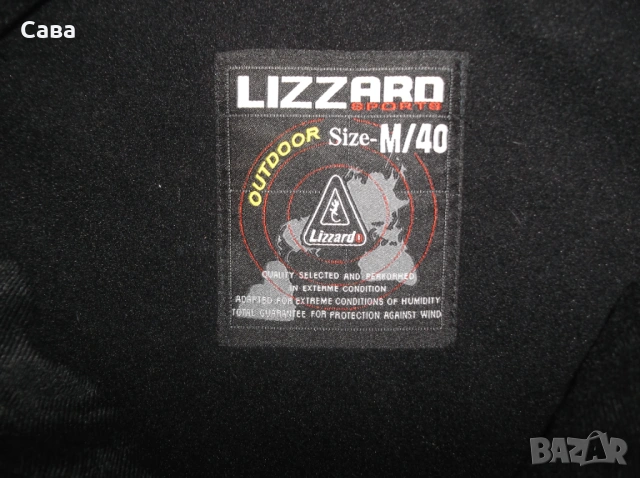 Сава
LIZZARD
SPORTS
OUTDOOR
Size-M/40
Lizzard
QUALITY SELECTED AND PERFORMED
IN EXTERME CONDITION
ADAPTED FOR EXTREME CONDITIONS OF HUMIDITY
TOTAL GUARANTEE FOR PROTECTION AGAINST WIND
BAZAR